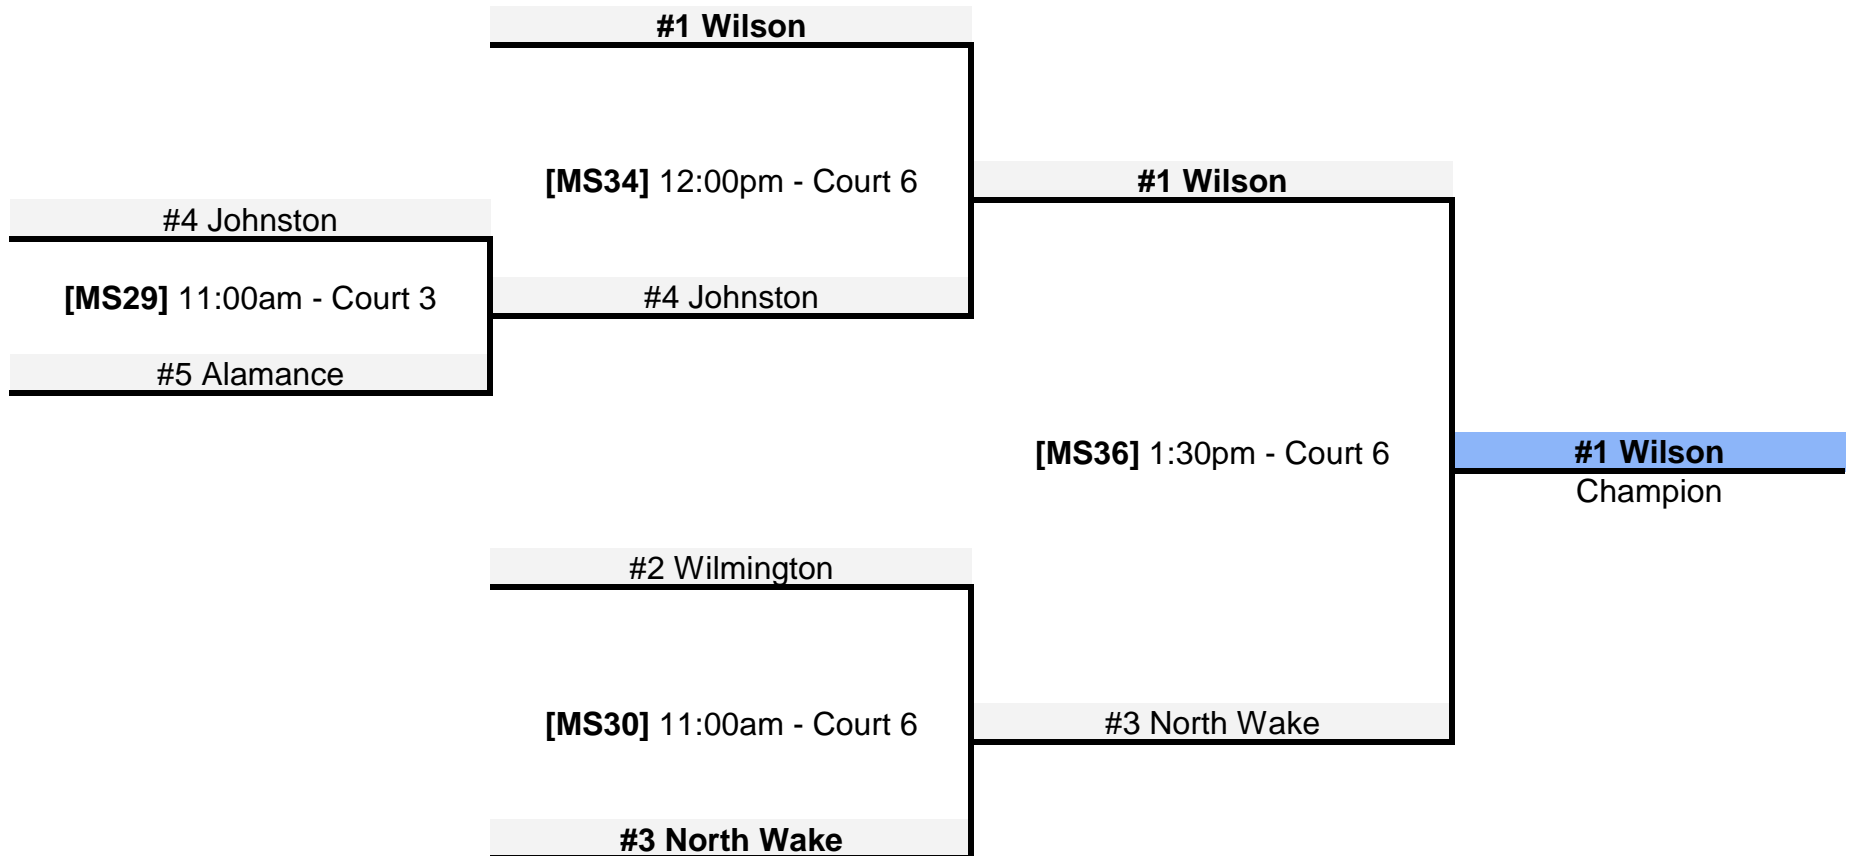 #1 Wilson
[MS34] 12:00pm - Court 6
#1 Wilson
#4 Johnston
[MS29] 11:00am - Court 3
#4 Johnston
#5 Alamance
[MS36] 1:30pm - Court 6
#1 Wilson
Champion
#2 Wilmington
[MS30] 11:00am - Court 6
#3 North Wake
#3 North Wake